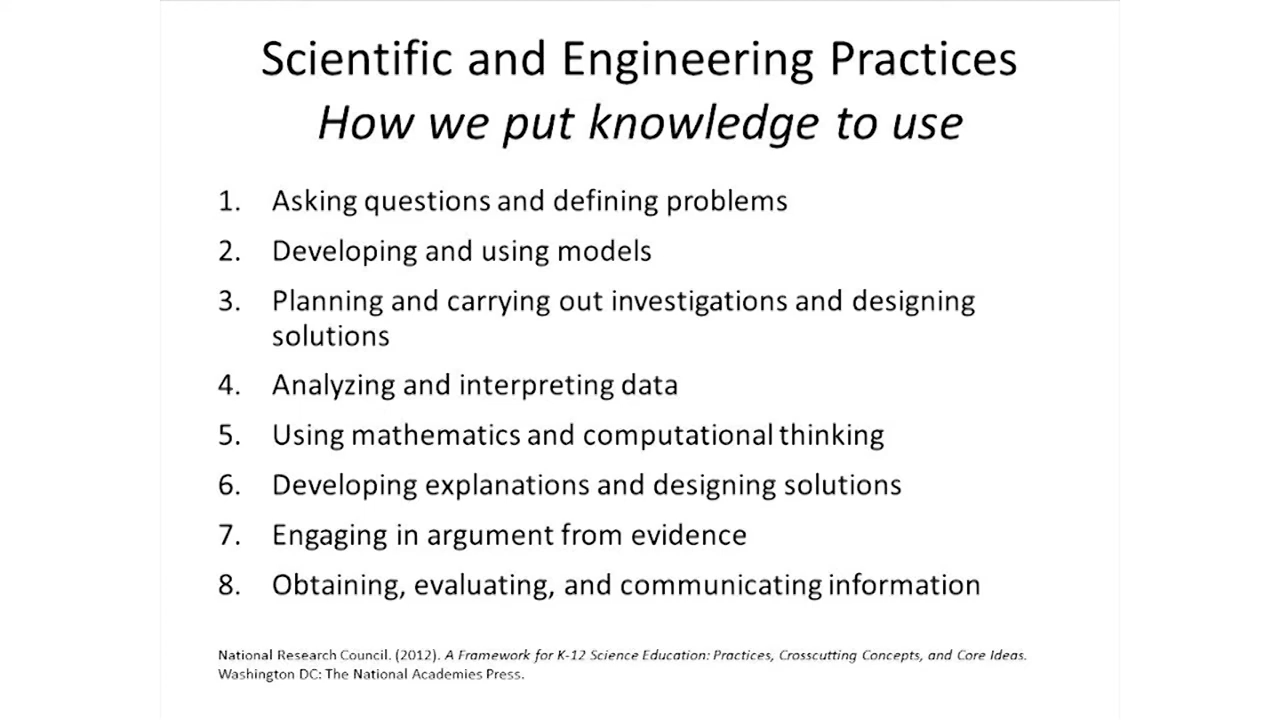 Scientific and Engineering Practices
How we put knowledge to use
1. Asking questions and defining problems
2. Developing and using models
3. Planning and carrying out investigations and designing
solutions
4. Analyzing and interpreting data
5. Using mathematics and computational thinking
6. Developing explanations and designing solutions
7. Engaging in argument from evidence
8. Obtaining, evaluating, and communicating information
National Research Council. (2012). A Framework for K-12 Science Education: Practices, Crosscutting Concepts, and Core Ideas.
Washington DC: The National Academies Press.